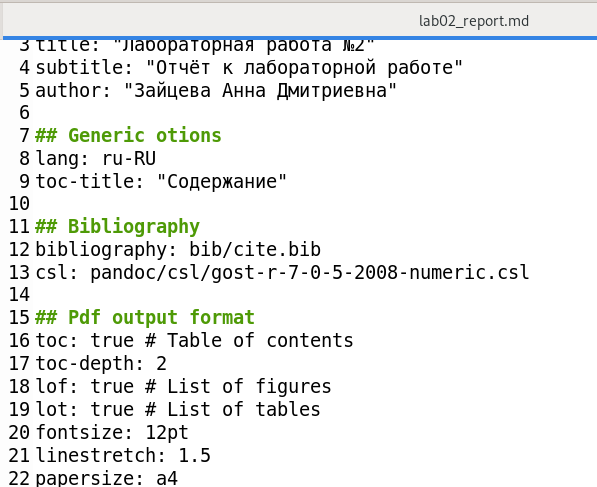 lab02_report.md
3 title: "Лабораторная работа №2"
4 subtitle: "Отчёт к лабораторной работе"
5 author: "Зайцева Анна Дмитриевна"
6
7 ## Generic otions
8 lang: ru-RU
9 toc-title: "Содержание"
10
11 ## Bibliography
12 bibliography: bib/cite.bib
13 csl: pandoc/csl/gost-r-7-0-5-2008-numeric.csl
14
15 ## Pdf output format
16 toc: true # Table of contents
17 toc-depth: 2
18 lof: true # List of figures
19 lot: true # List of tables
20 fontsize: 12pt
21 linestretch: 1.5
22 papersize: a4